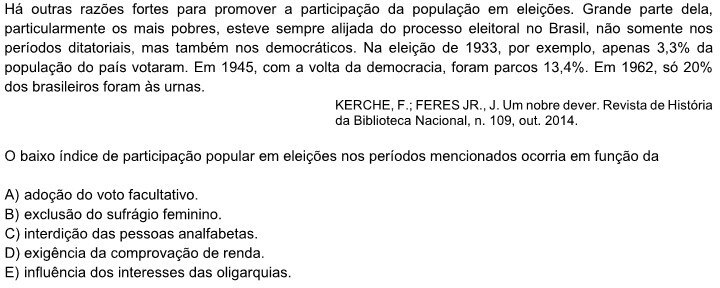 Há outras razões fortes para promover a participação da população em eleições. Grande parte dela,
particularmente os mais pobres, esteve sempre alijada do processo eleitoral no Brasil, não somente nos
períodos ditatoriais, mas também nos democráticos. Na eleição de 1933, por exemplo, apenas 3,3% da
população do país votaram. Em 1945, com a volta da democracia, foram parcos 13,4%. Em 1962, só 20%
dos brasileiros foram às urnas.
KERCHE, F.; FERES JR., J. Um nobre dever. Revista de História
da Biblioteca Nacional, n. 109, out. 2014.
O baixo índice de participação popular em eleições nos períodos mencionados ocorria em função da
A) adoção do voto facultativo.
B) exclusão do sufrágio feminino.
C) interdição das pessoas analfabetas.
D) exigência da comprovação de renda.
E) influência dos interesses das oligarquias.